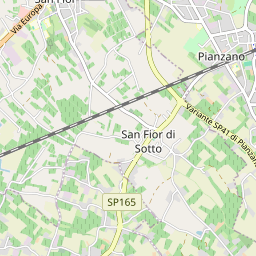 San Fior
Via Europa
Pianzano
Variante SP41 di Pianzano
San Fior di
Sotto
SP165